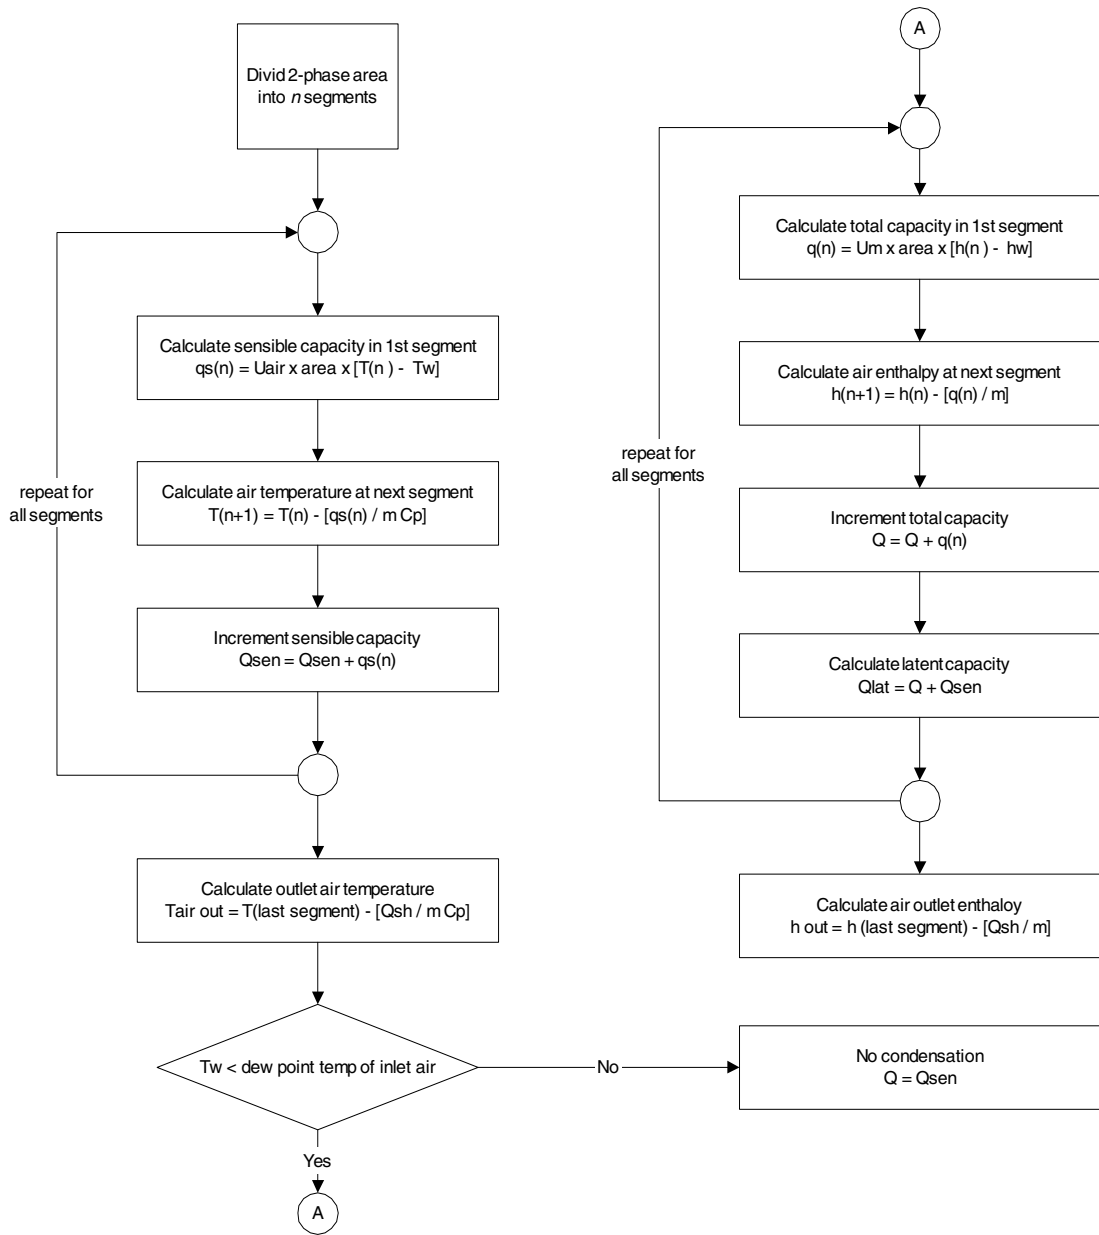 Divid 2-phase area
into n segments
Calculate sensible capacity in 1st segment
qs(n) = Uair x area x [T(n ) - Tw]
Calculate air temperature at next segment
T(n+1) = T(n) - [qs(n) / m Cp]
repeat for
all segments
Increment sensible capacity
Qsen = Qsen + qs(n)
Calculate outlet air temperature
Tair out = T(last segment) - [Qsh / m Cp]
Tw < dew point temp of inlet air
No
Yes
A
A
Calculate total capacity in 1st segment
q(n) = Um x area x [h(n ) - hw]
Calculate air enthalpy at next segment
h(n+1) = h(n) - [q(n) / m]
repeat for
all segments
Increment total capacity
Q = Q + q(n)
Calculate latent capacity
Qlat = Q + Qsen
Calculate air outlet enthaloy
h out = h (last segment) - [Qsh / m]
No condensation
Q = Qsen